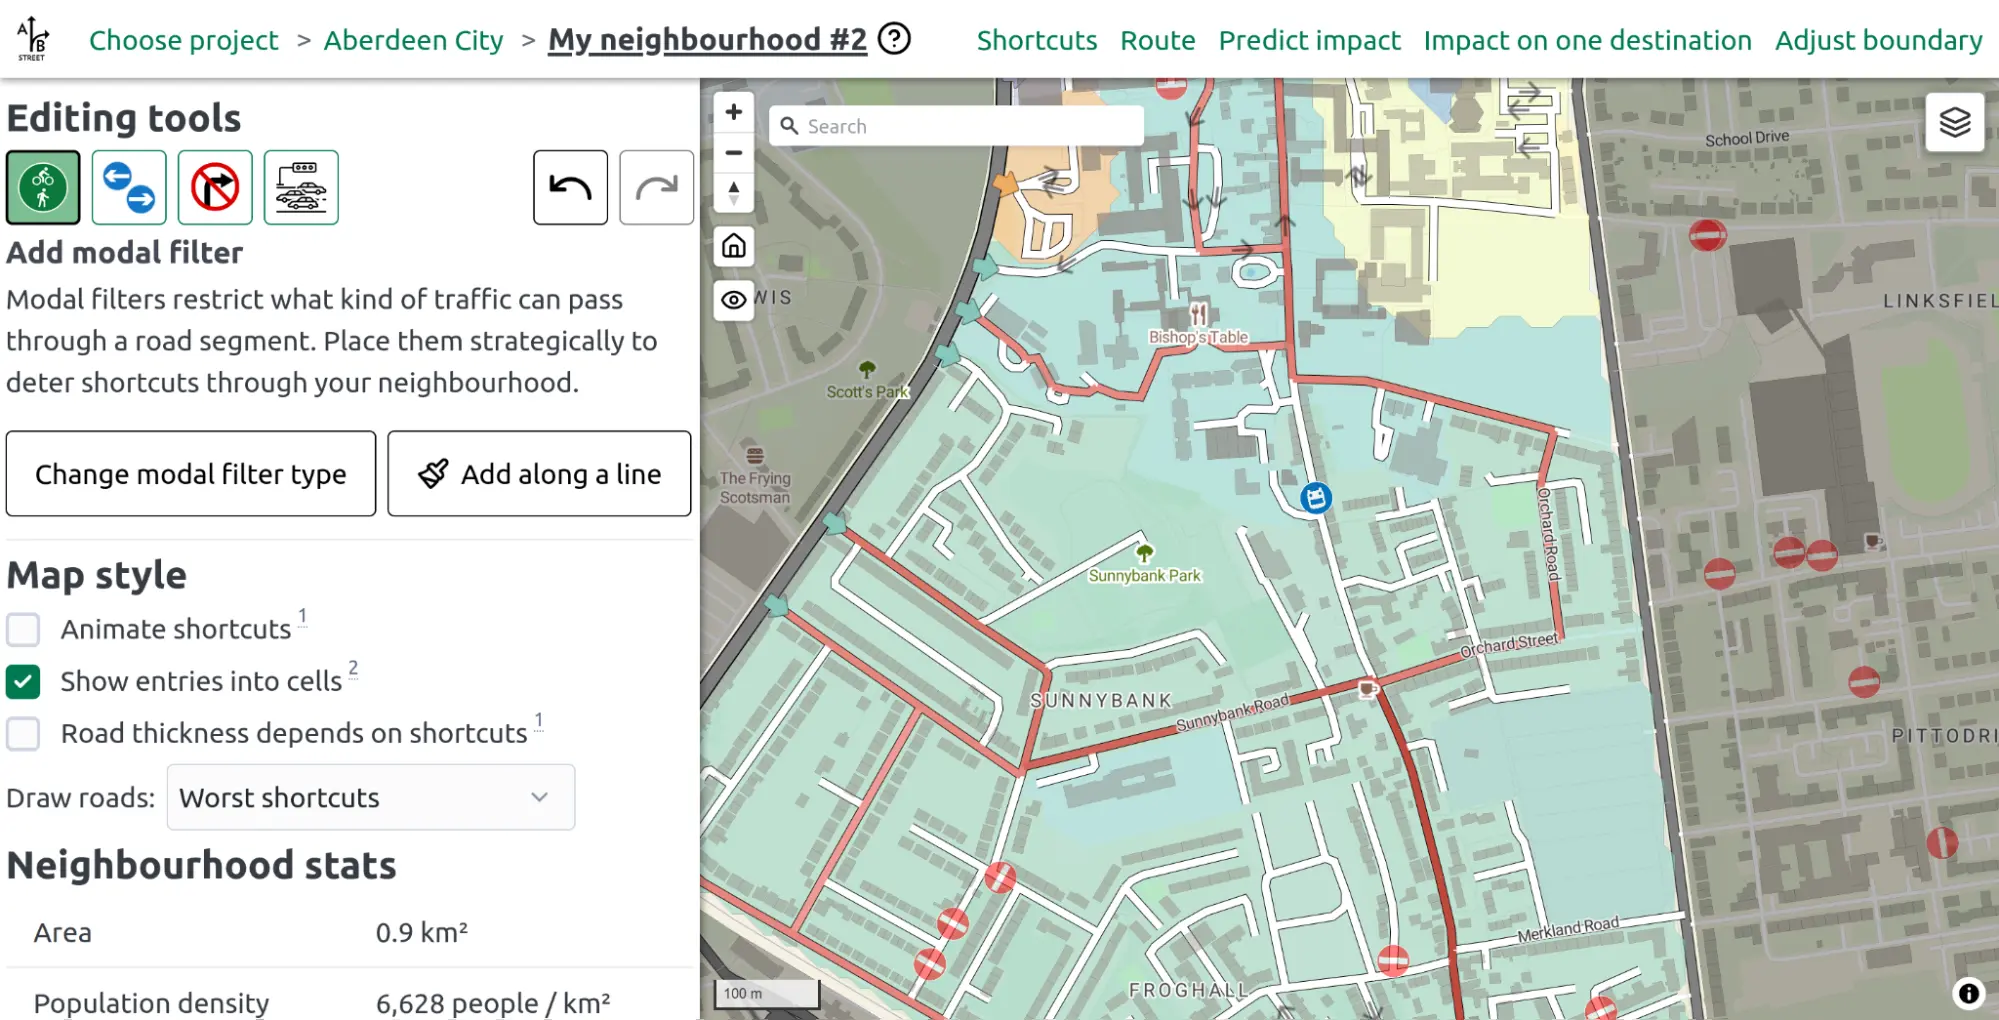 A
B
STREET
Choose project > Aberdeen City > My neighbourhood #2 ?
Shortcuts Route Predict impact Impact on one destination Adjust boundary
Editing tools
Add modal filter
Modal filters restrict what kind of traffic can pass
through a road segment. Place them strategically to
deter shortcuts through your neighbourhood.
Change modal filter type
Add along a line
Map style
Animate shortcuts 1
Show entries into cells 2
Road thickness depends on shortcuts 1
Draw roads: Worst shortcuts
Neighbourhood stats
Area 0.9 km²
Population density 6,628 people / km²
Search
School Drive
LINKSFIEL
WIS
Bishop's Table
Scott's Park
The Frying
Scotsman
Orchard Road
Sunnybank Park
Orchard Street
SUNNYBANK
Sunnybank Road
PITTODRI
Merkland Road
FROGHALL
100 m